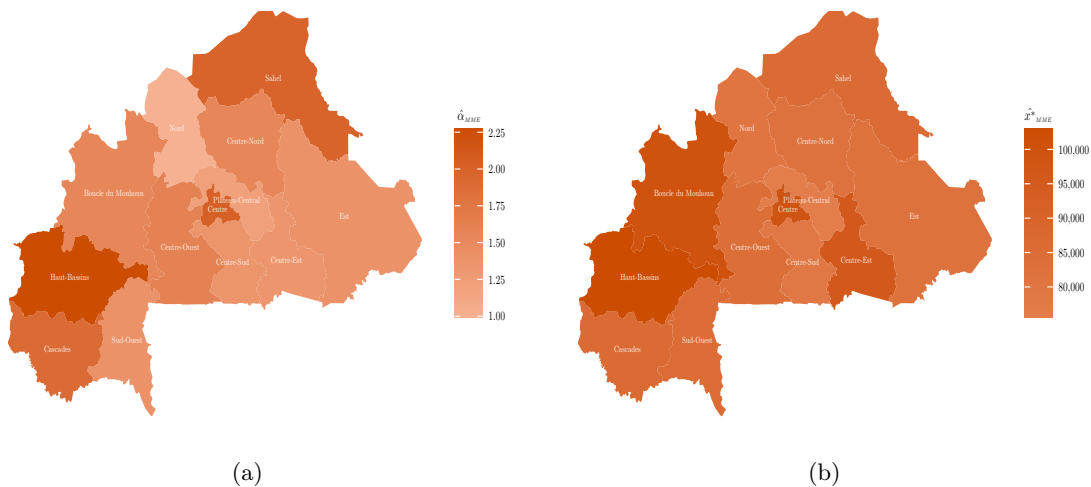 Sahel
Nord
Centre-Nord
Boucle du Mouhoun
Plateau-Central
Centre
Est
Centre-Ouest
Centre-Sud
Centre-Est
Haut-Bassins
Sud-Ouest
Cascades
α̂MME
2.25
2.00
1.75
1.50
1.25
1.00
(a)
Sahel
Nord
Centre-Nord
Boucle du Mouhoun
Plateau-Central
Centre
Est
Centre-Ouest
Centre-Sud
Centre-Est
Haut-Bassins
Sud-Ouest
Cascades
x̂*MME
100,000
95,000
90,000
85,000
80,000
(b)